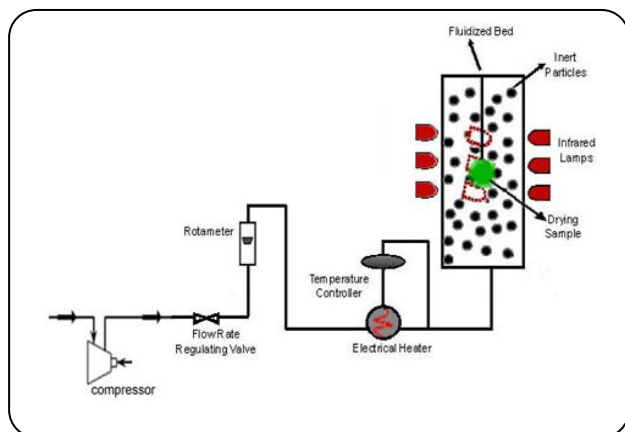 Fluidized Bed
Inert
Particles
Infrared
Lamps
Drying
Sample
Rotameter
Temperature
Controller
FlowRate
Regulating Valve
Electrical Heater
compressor